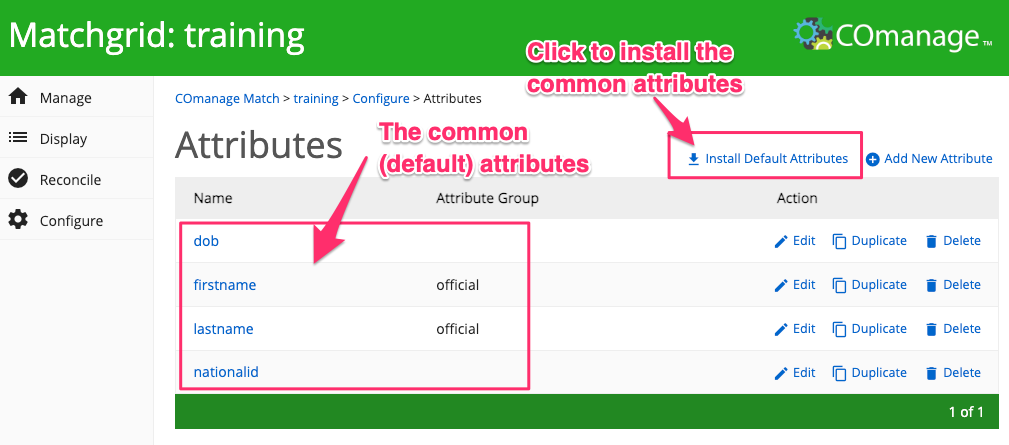 Matchgrid: training
COmanage™
Click to install the
common attributes
Manage
Display
Reconcile
Configure
COmanage Match > training > Configure > Attributes
Attributes
The common
(default) attributes
Install Default Attributes
Add New Attribute
Name Attribute Group Action
dob Edit Duplicate Delete
firstname official Edit Duplicate Delete
lastname official Edit Duplicate Delete
nationalid Edit Duplicate Delete
1 of 1